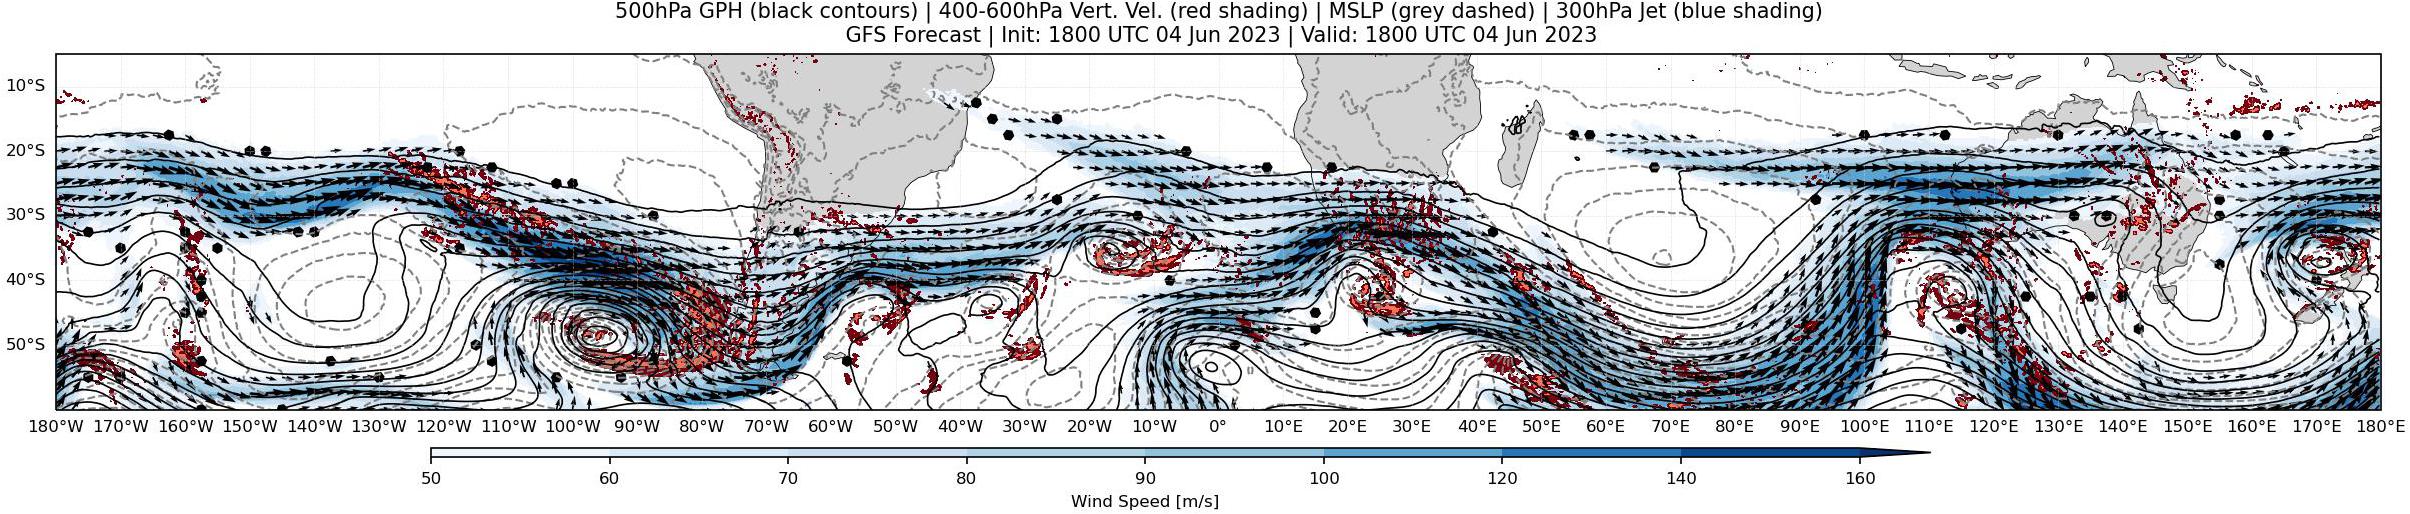 500hPa GPH (black contours) | 400-600hPa Vert. Vel. (red shading) | MSLP (grey dashed) | 300hPa Jet (blue shading)
GFS Forecast | Init: 1800 UTC 04 Jun 2023 | Valid: 1800 UTC 04 Jun 2023
10°S
20°S
30°S
40°S
50°S
180°W 170°W 160°W 150°W 140°W 130°W 120°W 110°W 100°W 90°W 80°W 70°W 60°W 50°W 40°W 30°W 20°W 10°W 0° 10°E 20°E 30°E 40°E 50°E 60°E 70°E 80°E 90°E 100°E 110°E 120°E 130°E 140°E 150°E 160°E 170°E 180°E
50 60 70 80 90 100 120 140 160
Wind Speed [m/s]